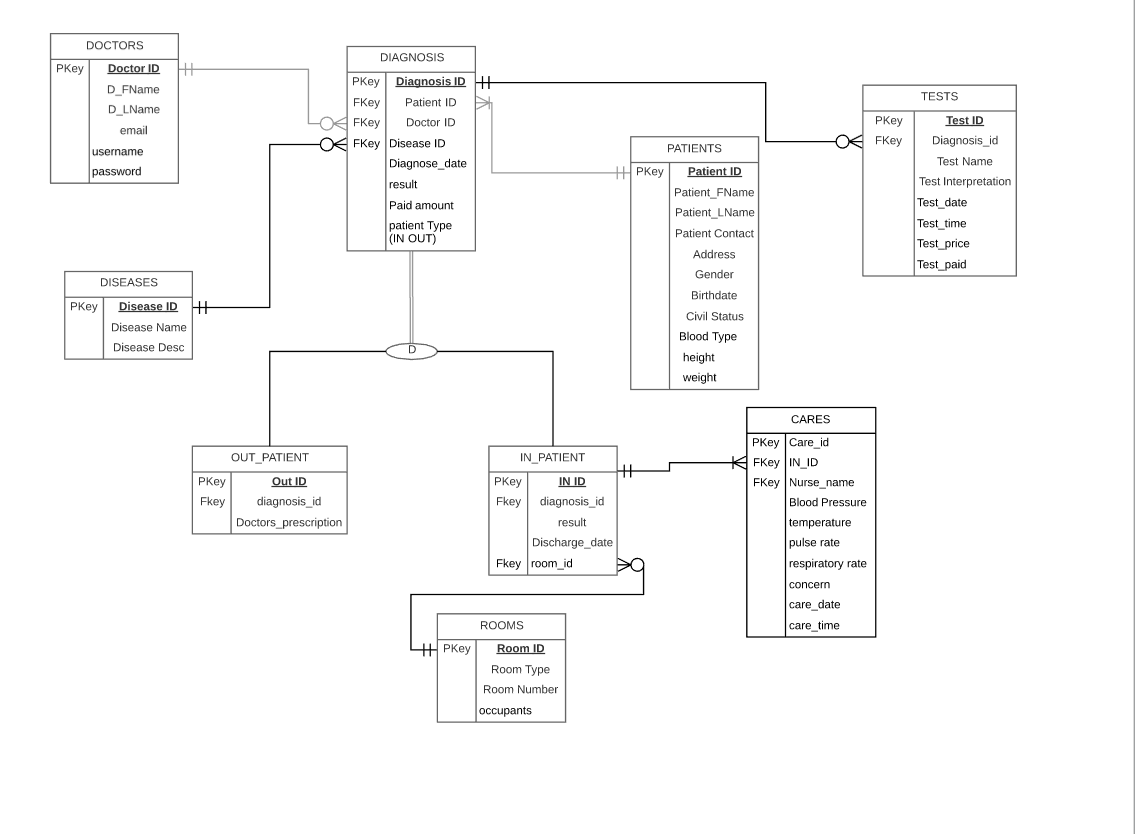 DOCTORS
PKey Doctor ID
D_FName
D_LName
email
username
password
DIAGNOSIS
PKey Diagnosis ID
FKey Patient ID
FKey Doctor ID
FKey Disease ID
Diagnose_date
result
Paid amount
patient Type
(IN OUT)
TESTS
PKey Test ID
FKey Diagnosis_id
Test Name
Test Interpretation
Test_date
Test_time
Test_price
Test_paid
PATIENTS
PKey Patient ID
Patient_FName
Patient_LName
Patient Contact
Address
Gender
Birthdate
Civil Status
Blood Type
height
weight
DISEASES
PKey Disease ID
Disease Name
Disease Desc
D
OUT_PATIENT
PKey Out ID
Fkey diagnosis_id
Doctors_prescription
IN_PATIENT
PKey IN ID
Fkey diagnosis_id
result
Discharge_date
Fkey room_id
CARES
PKey Care_id
FKey IN_ID
FKey Nurse_name
Blood Pressure
temperature
pulse rate
respiratory rate
concern
care_date
care_time
ROOMS
PKey Room ID
Room Type
Room Number
occupants